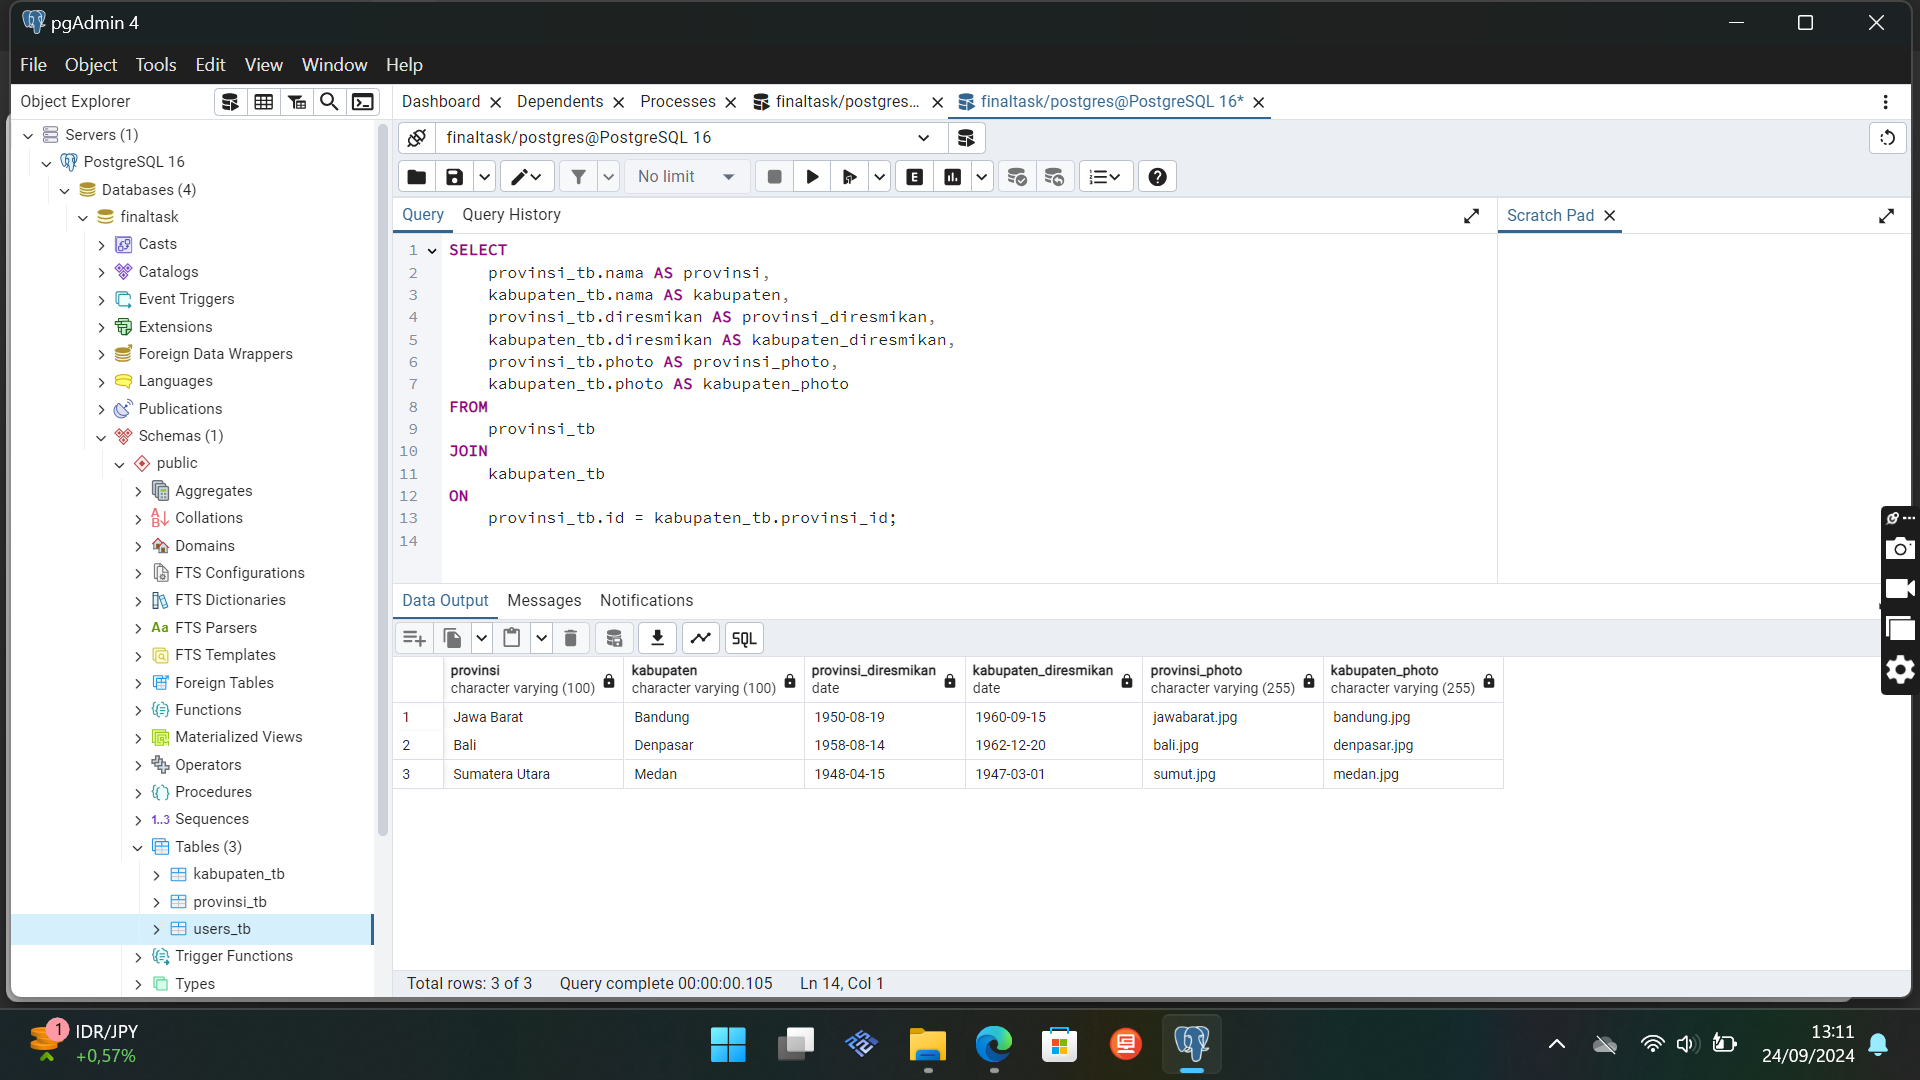 pgAdmin 4
File Object Tools Edit View Window Help
Object Explorer
Dashboard Dependents Processes finaltask/postgres... finaltask/postgres@PostgreSQL 16*
finaltask/postgres@PostgreSQL 16
No limit
E
Query Query History
Scratch Pad
Servers (1)
PostgreSQL 16
Databases (4)
finaltask
Casts
Catalogs
Event Triggers
Extensions
Foreign Data Wrappers
Languages
Publications
Schemas (1)
public
Aggregates
Collations
Domains
FTS Configurations
FTS Dictionaries
Aa FTS Parsers
FTS Templates
Foreign Tables
Functions
Materialized Views
Operators
Procedures
1..3 Sequences
Tables (3)
kabupaten_tb
provinsi_tb
users_tb
Trigger Functions
Types
1 SELECT
2 provinsi_tb.nama AS provinsi,
3 kabupaten_tb.nama AS kabupaten,
4 provinsi_tb.diresmikan AS provinsi_diresmikan,
5 kabupaten_tb.diresmikan AS kabupaten_diresmikan,
6 provinsi_tb.photo AS provinsi_photo,
7 kabupaten_tb.photo AS kabupaten_photo
8 FROM
9 provinsi_tb
10 JOIN
11 kabupaten_tb
12 ON
13 provinsi_tb.id = kabupaten_tb.provinsi_id;
14
Data Output Messages Notifications
SQL
provinsi kabupaten provinsi_diresmikan kabupaten_diresmikan provinsi_photo kabupaten_photo
character varying (100) character varying (100) date date character varying (255) character varying (255)
1 Jawa Barat Bandung 1950-08-19 1960-09-15 jawabarat.jpg bandung.jpg
2 Bali Denpasar 1958-08-14 1962-12-20 bali.jpg denpasar.jpg
3 Sumatera Utara Medan 1948-04-15 1947-03-01 sumut.jpg medan.jpg
Total rows: 3 of 3 Query complete 00:00:00.105 Ln 14, Col 1
1 IDR/JPY
+0,57%
13:11
24/09/2024